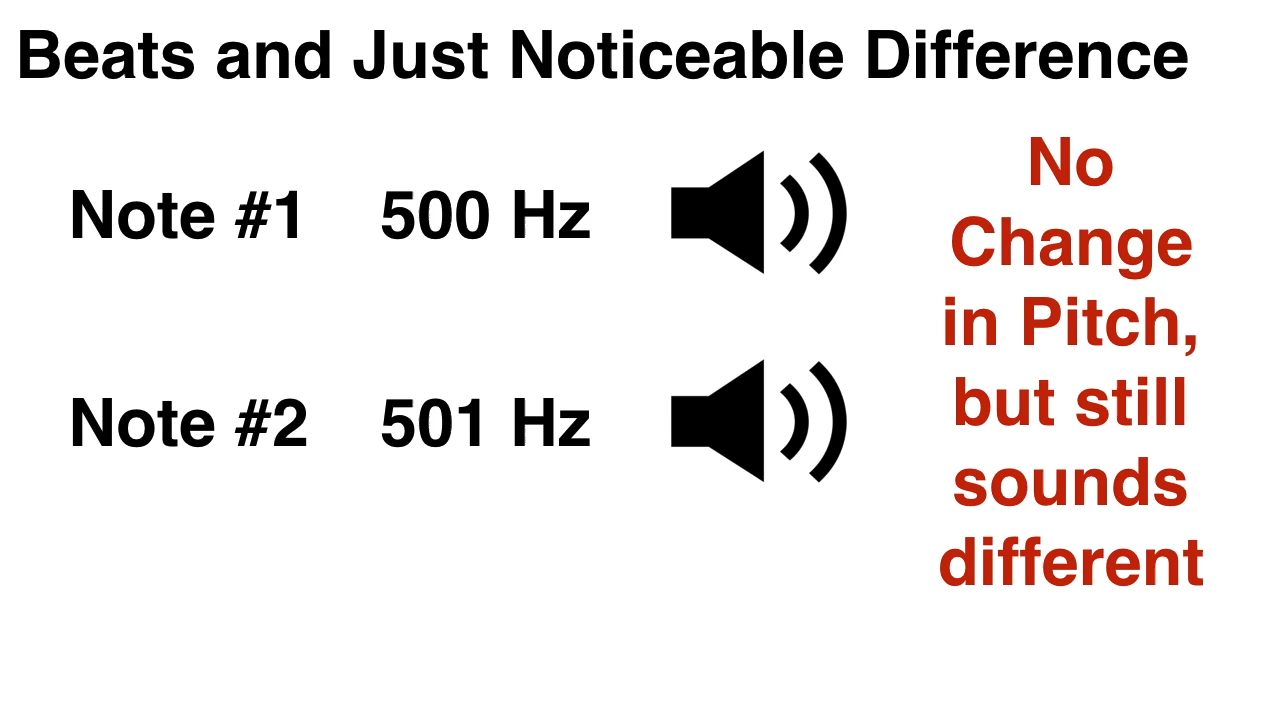 Beats and Just Noticeable Difference
Note #1 500 Hz
Note #2 501 Hz
No
Change
in Pitch,
but still
sounds
different